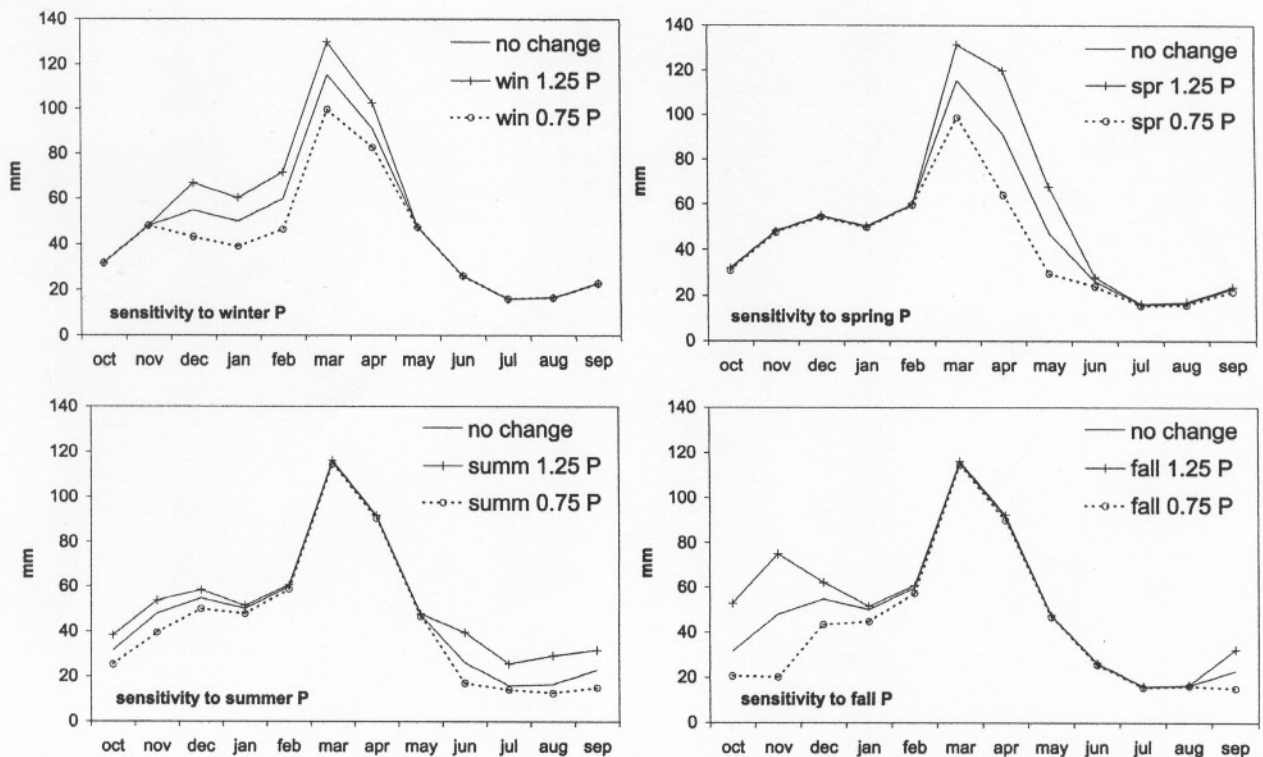 140
120
100
80
60
40
20
0
mm
no change
win 1.25 P
win 0.75 P
sensitivity to winter P
oct nov dec jan feb mar apr may jun jul aug sep
140
120
100
80
60
40
20
0
mm
no change
spr 1.25 P
spr 0.75 P
sensitivity to spring P
oct nov dec jan feb mar apr may jun jul aug sep
140
120
100
80
60
40
20
0
mm
no change
summ 1.25 P
summ 0.75 P
sensitivity to summer P
oct nov dec jan feb mar apr may jun jul aug sep
140
120
100
80
60
40
20
0
mm
no change
fall 1.25 P
fall 0.75 P
sensitivity to fall P
oct nov dec jan feb mar apr may jun jul aug sep